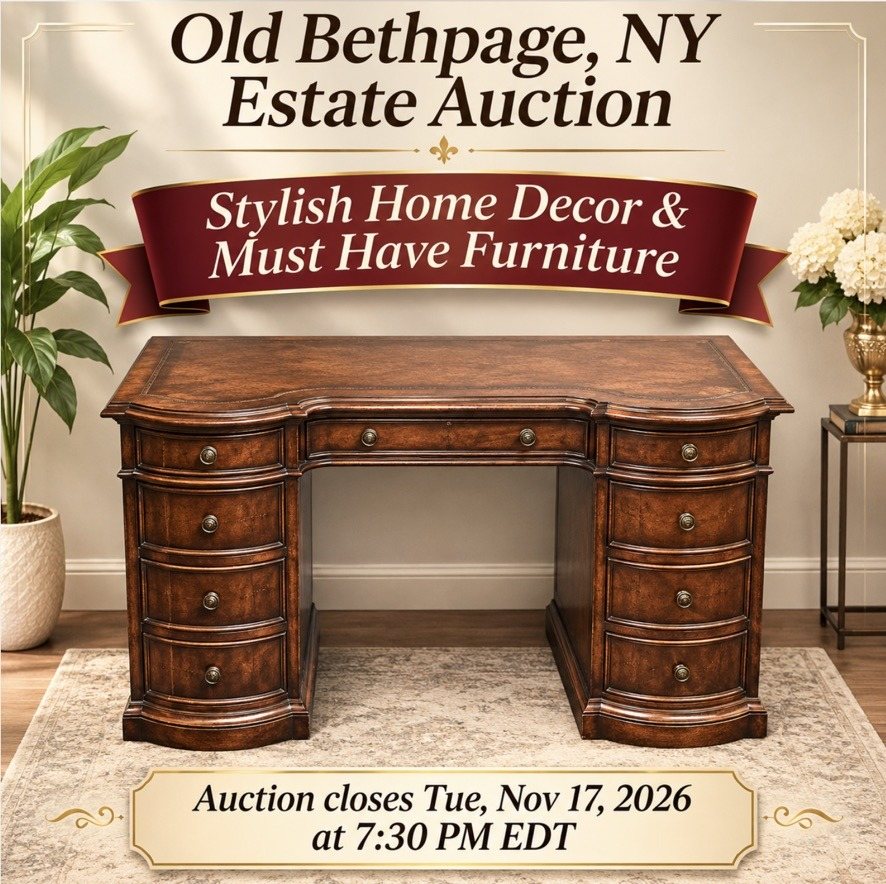 Old Bethpage, NY
Estate Auction
Stylish Home Decor &
Must Have Furniture
Auction closes Tue, Nov 17, 2026
at 7:30 PM EDT